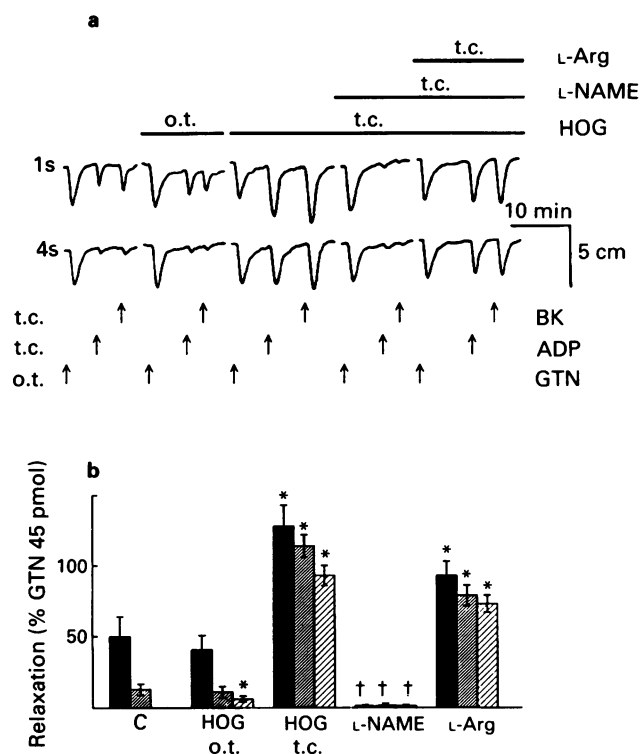 a
t.c. L-Arg
t.c. L-NAME
o.t. t.c. HOG
1s
10 min
4s
5 cm
t.c. ↑ ↑ ↑ ↑ ↑ BK
t.c. ↑ ↑ ↑ ↑ ↑ ADP
o.t. ↑ ↑ ↑ ↑ ↑ GTN
b
Relaxation (% GTN 45 pmol)
100
50
* * * * * * *
† † †
C HOG o.t. HOG t.c. L-NAME L-Arg